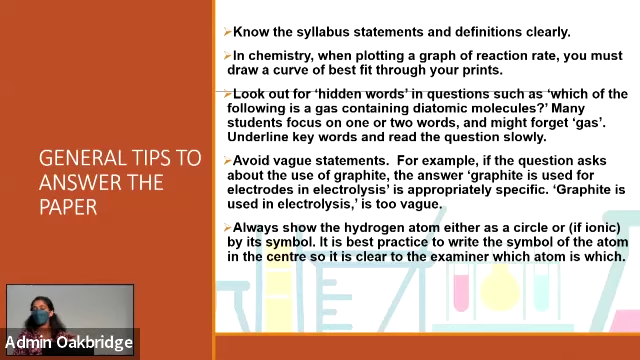 GENERAL TIPS TO
ANSWER THE
PAPER
➢Know the syllabus statements and definitions clearly.
➢In chemistry, when plotting a graph of reaction rate, you must
draw a curve of best fit through your prints.
➢Look out for ‘hidden words’ in questions such as ‘which of the
following is a gas containing diatomic molecules?’ Many
students focus on one or two words, and might forget ‘gas’.
Underline key words and read the question slowly.
➢Avoid vague statements. For example, if the question asks
about the use of graphite, the answer ‘graphite is used for
electrodes in electrolysis’ is appropriately specific. ‘Graphite is
used in electrolysis,’ is too vague.
➢Always show the hydrogen atom either as a circle or (if ionic)
by its symbol. It is best practice to write the symbol of the atom
in the centre so it is clear to the examiner which atom is which.
Admin Oakbridge